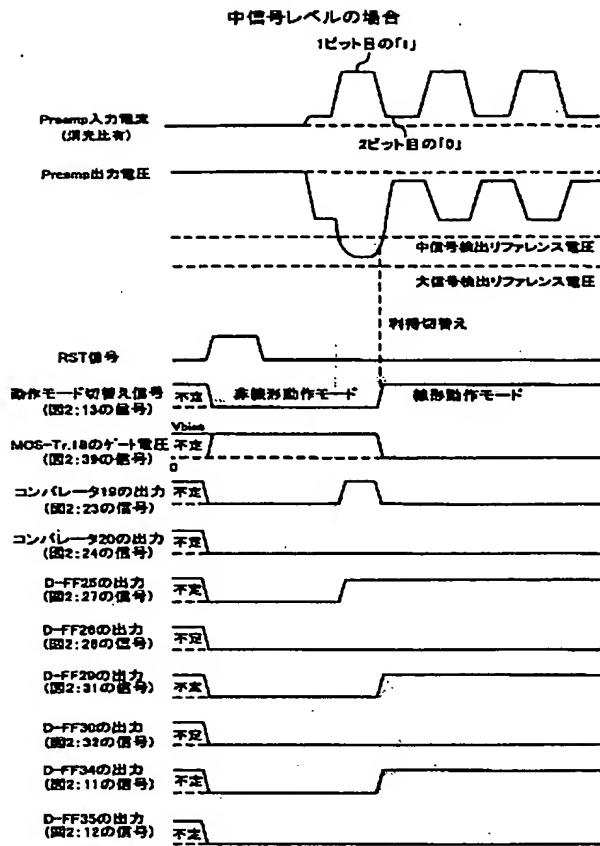 中信号レベルの場合
1ビット目の「1」
Preamp入力電流
(消光比有)
2ビット目の「0」
Preamp出力電圧
中信号検出リファレンス電圧
大信号検出リファレンス電圧
利得切替え
RST信号
動作モード切替え信号
(図2:13の信号)
不定
非線形動作モード
線形動作モード
MOS-Tr.18のゲート電圧
(図2:39の信号)
Vbias
不定
0
コンパレータ19の出力
(図2:23の信号)
不定
コンパレータ20の出力
(図2:24の信号)
不定
D-FF25の出力
(図2:27の信号)
不定
D-FF26の出力
(図2:28の信号)
不定
D-FF29の出力
(図2:31の信号)
不定
D-FF30の出力
(図2:32の信号)
不定
D-FF34の出力
(図2:11の信号)
不定
D-FF35の出力
(図2:12の信号)
不定